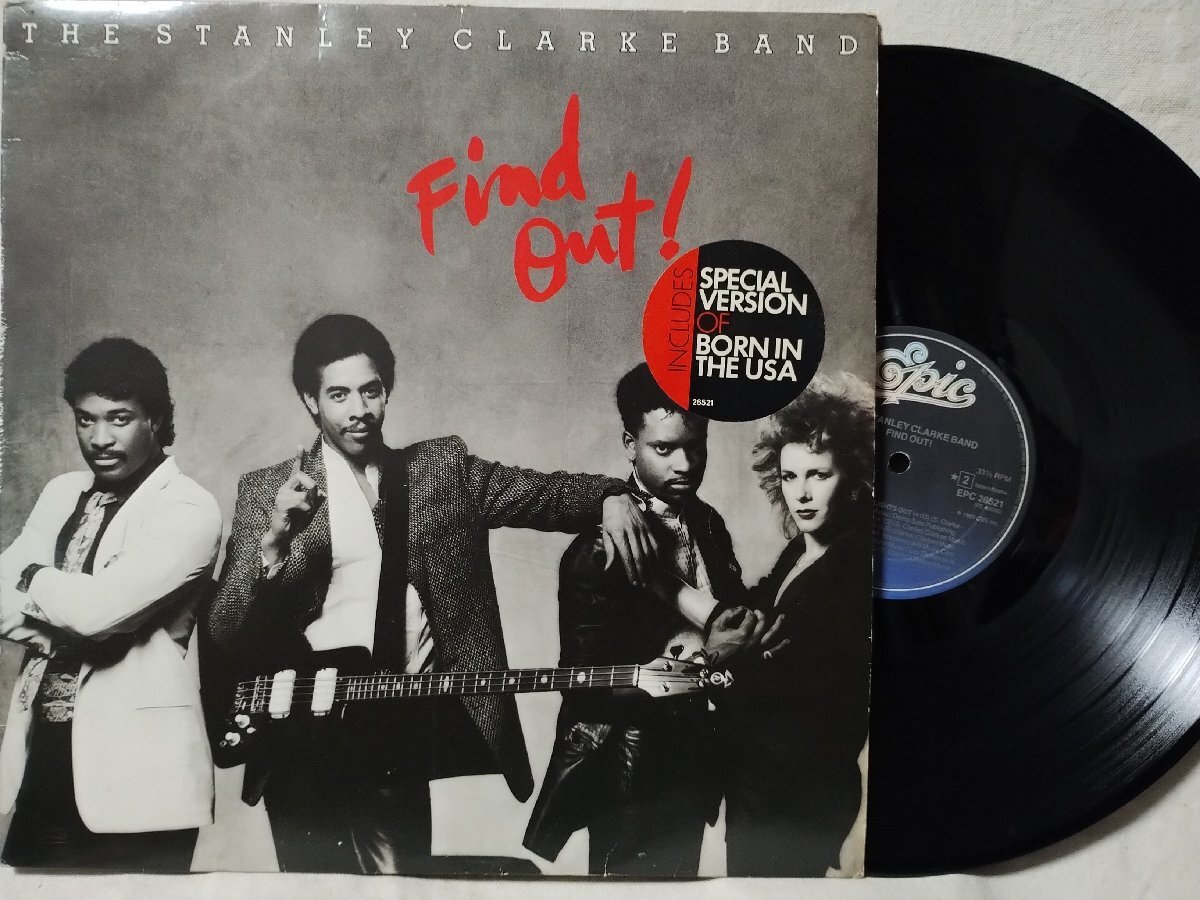 THE STANLEY CLARKE BAND
Find
Out!
INCLUDES
SPECIAL
VERSION
OF
BORN IN
THE USA
26521
Epic
STANLEY CLARKE BAND
FIND OUT!
33⅓ RPM
2
EPC 26521